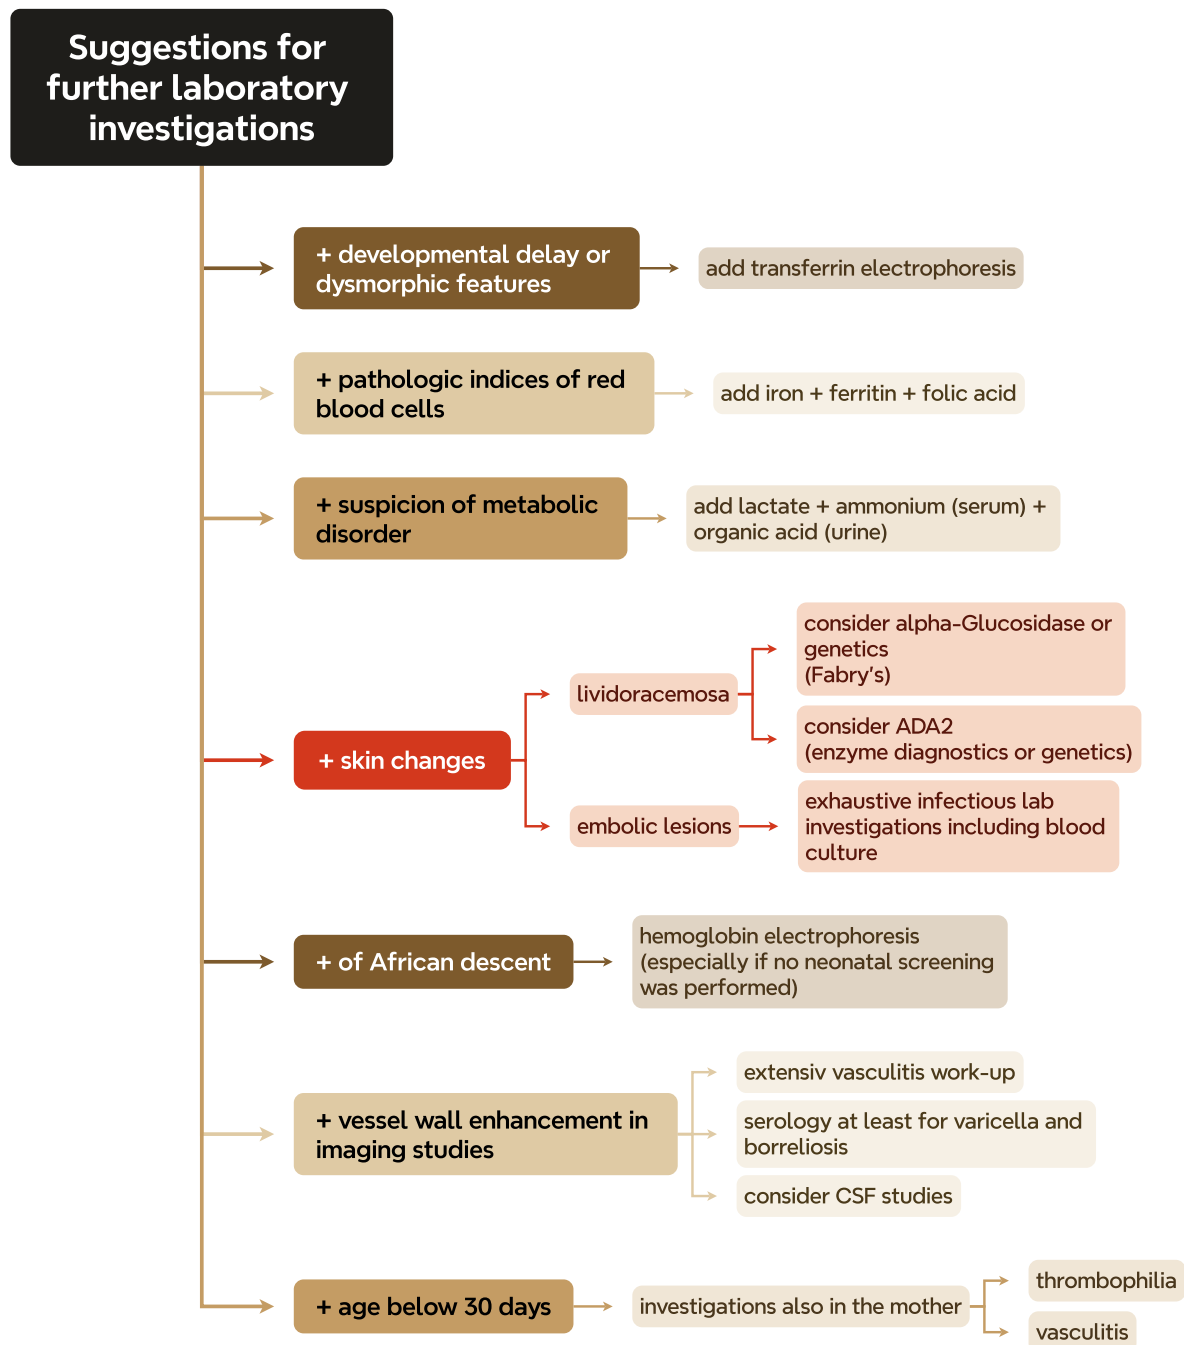 Suggestions for
further laboratory
investigations
+ developmental delay or
dysmorphic features
add transferrin electrophoresis
+ pathologic indices of red
blood cells
add iron + ferritin + folic acid
+ suspicion of metabolic
disorder
add lactate + ammonium (serum) +
organic acid (urine)
+ skin changes
lividoracemosa
consider alpha-Glucosidase or
genetics
(Fabry's)
consider ADA2
(enzyme diagnostics or genetics)
embolic lesions
exhaustive infectious lab
investigations including blood
culture
+ of African descent
hemoglobin electrophoresis
(especially if no neonatal screening
was performed)
+ vessel wall enhancement in
imaging studies
extensiv vasculitis work-up
serology at least for varicella and
borreliosis
consider CSF studies
+ age below 30 days
investigations also in the mother
thrombophilia
vasculitis